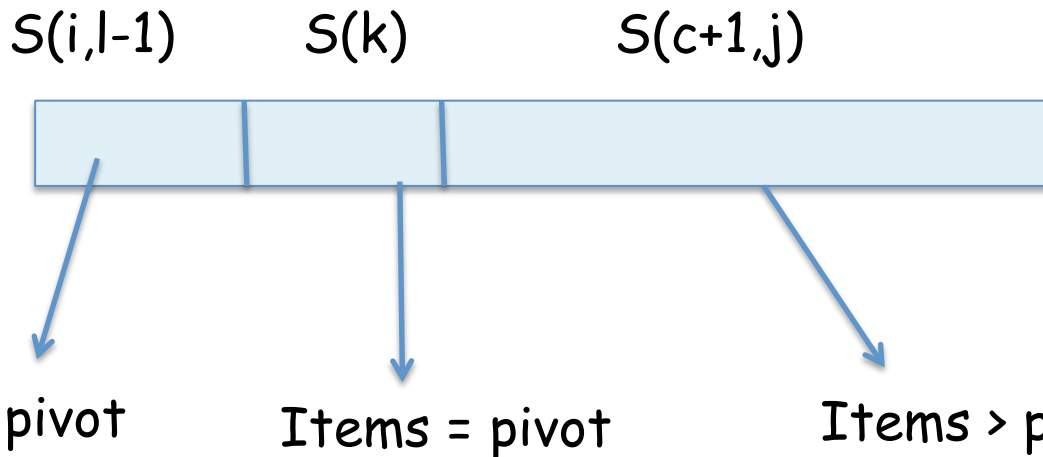 S(i,l-1) S(k) S(c+1,j)
pivot Items = pivot Items > p